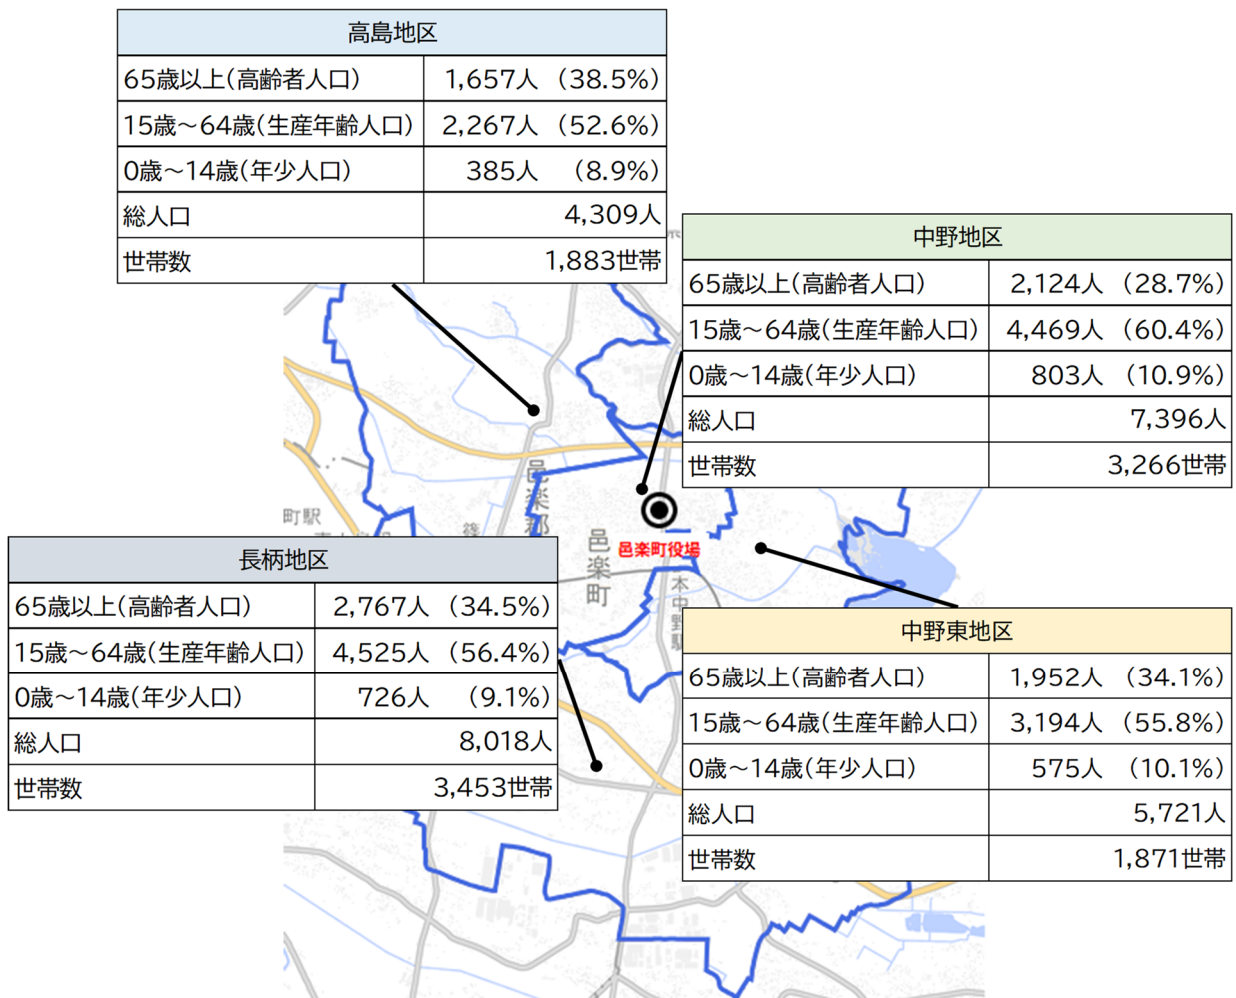 高島地区
65歳以上(高齢者人口) 1,657人 (38.5%)
15歳~64歳(生産年齢人口) 2,267人 (52.6%)
0歳~14歳(年少人口) 385人 (8.9%)
総人口 4,309人
世帯数 1,883世帯
中野地区
65歳以上(高齢者人口) 2,124人 (28.7%)
15歳~64歳(生産年齢人口) 4,469人 (60.4%)
0歳~14歳(年少人口) 803人 (10.9%)
総人口 7,396人
世帯数 3,266世帯
邑楽郡
町駅
篠
邑楽町役場
邑楽町
本中野駅
長柄地区
65歳以上(高齢者人口) 2,767人 (34.5%)
15歳~64歳(生産年齢人口) 4,525人 (56.4%)
0歳~14歳(年少人口) 726人 (9.1%)
総人口 8,018人
世帯数 3,453世帯
中野東地区
65歳以上(高齢者人口) 1,952人 (34.1%)
15歳~64歳(生産年齢人口) 3,194人 (55.8%)
0歳~14歳(年少人口) 575人 (10.1%)
総人口 5,721人
世帯数 1,871世帯